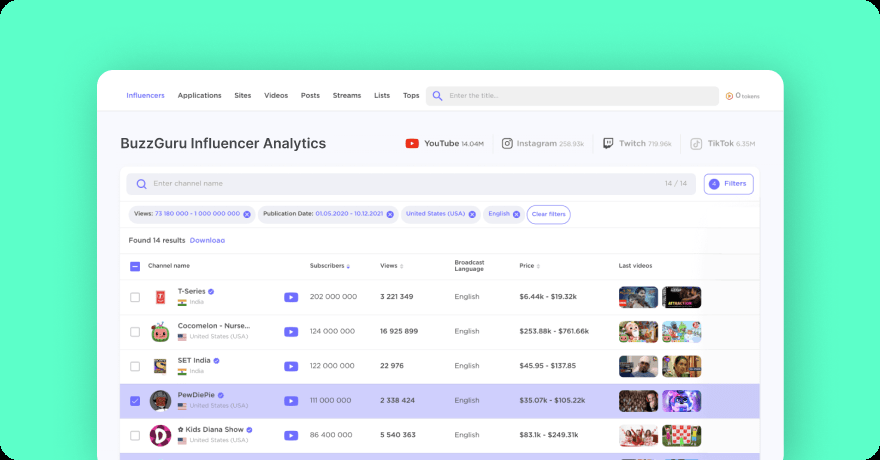 Influencers Applications Sites Videos Posts Streams Lists Tops Enter the title... 0 tokens
BuzzGuru Influencer Analytics YouTube 14.04M Instagram 258.93k Twitch 719.96k TikTok 6.35M
Enter channel name 14 / 14 Filters
Views: 73 180 000 - 1 000 000 000 Publication Date: 01.05.2020 - 10.12.2021 United States (USA) English Clear filters
Found 14 results Download
Channel name Subscribers Views Broadcast Language Price Last videos
T-Series 202 000 000 3 221 349 English $6.44k - $19.32k
India
Cocomelon - Nurse... 124 000 000 16 925 899 English $253.88k - $761.66k
United States (USA)
SET India 122 000 000 22 976 English $45.95 - $137.85
India
PewDiePie 111 000 000 2 338 424 English $35.07k - $105.22k
United States (USA)
✿ Kids Diana Show 86 400 000 5 540 363 English $83.1k - $249.31k
United States (USA)